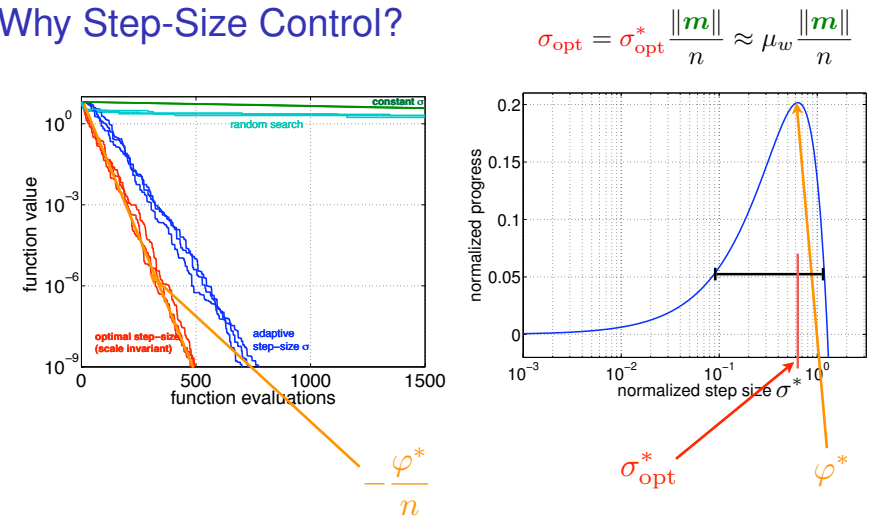 Why Step-Size Control?
σ_opt = σ*_opt ‖m‖/n ≈ μ_w ‖m‖/n
constant σ
random search
optimal step−size
(scale invariant)
adaptive
step−size σ
10^0
10^−3
10^−6
10^−9
function value
0 500 1000 1500
function evaluations
−φ*/n
0.2
0.15
0.1
0.05
0
normalized progress
10^−3 10^−2 10^−1 10^0
normalized step size σ*
σ*_opt
φ*